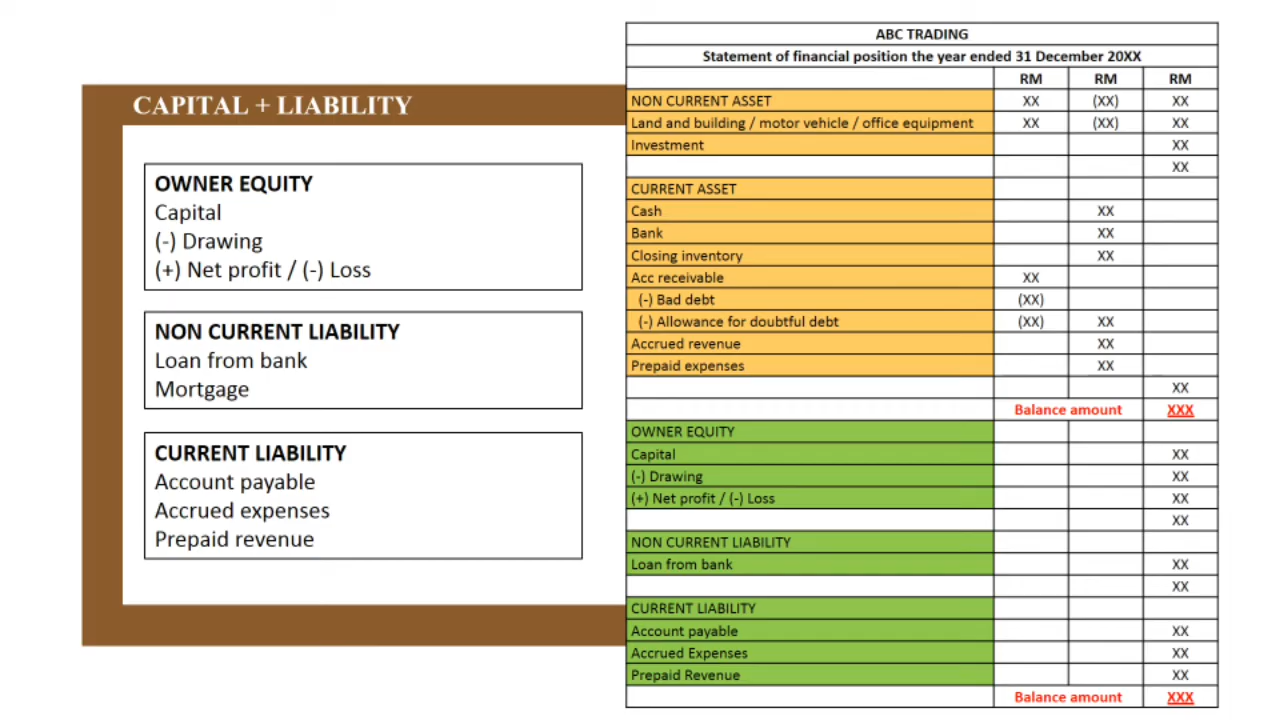 CAPITAL + LIABILITY
OWNER EQUITY
Capital
(-) Drawing
(+) Net profit / (-) Loss
NON CURRENT LIABILITY
Loan from bank
Mortgage
CURRENT LIABILITY
Account payable
Accrued expenses
Prepaid revenue
ABC TRADING
Statement of financial position the year ended 31 December 20XX
RM RM RM
NON CURRENT ASSET XX (XX) XX
Land and building / motor vehicle / office equipment XX (XX) XX
Investment XX
XX
CURRENT ASSET
Cash XX
Bank XX
Closing inventory XX
Acc receivable XX
(-) Bad debt (XX)
(-) Allowance for doubtful debt (XX) XX
Accrued revenue XX
Prepaid expenses XX
XX
Balance amount XXX
OWNER EQUITY
Capital XX
(-) Drawing XX
(+) Net profit / (-) Loss XX
XX
NON CURRENT LIABILITY
Loan from bank XX
XX
CURRENT LIABILITY
Account payable XX
Accrued Expenses XX
Prepaid Revenue XX
Balance amount XXX